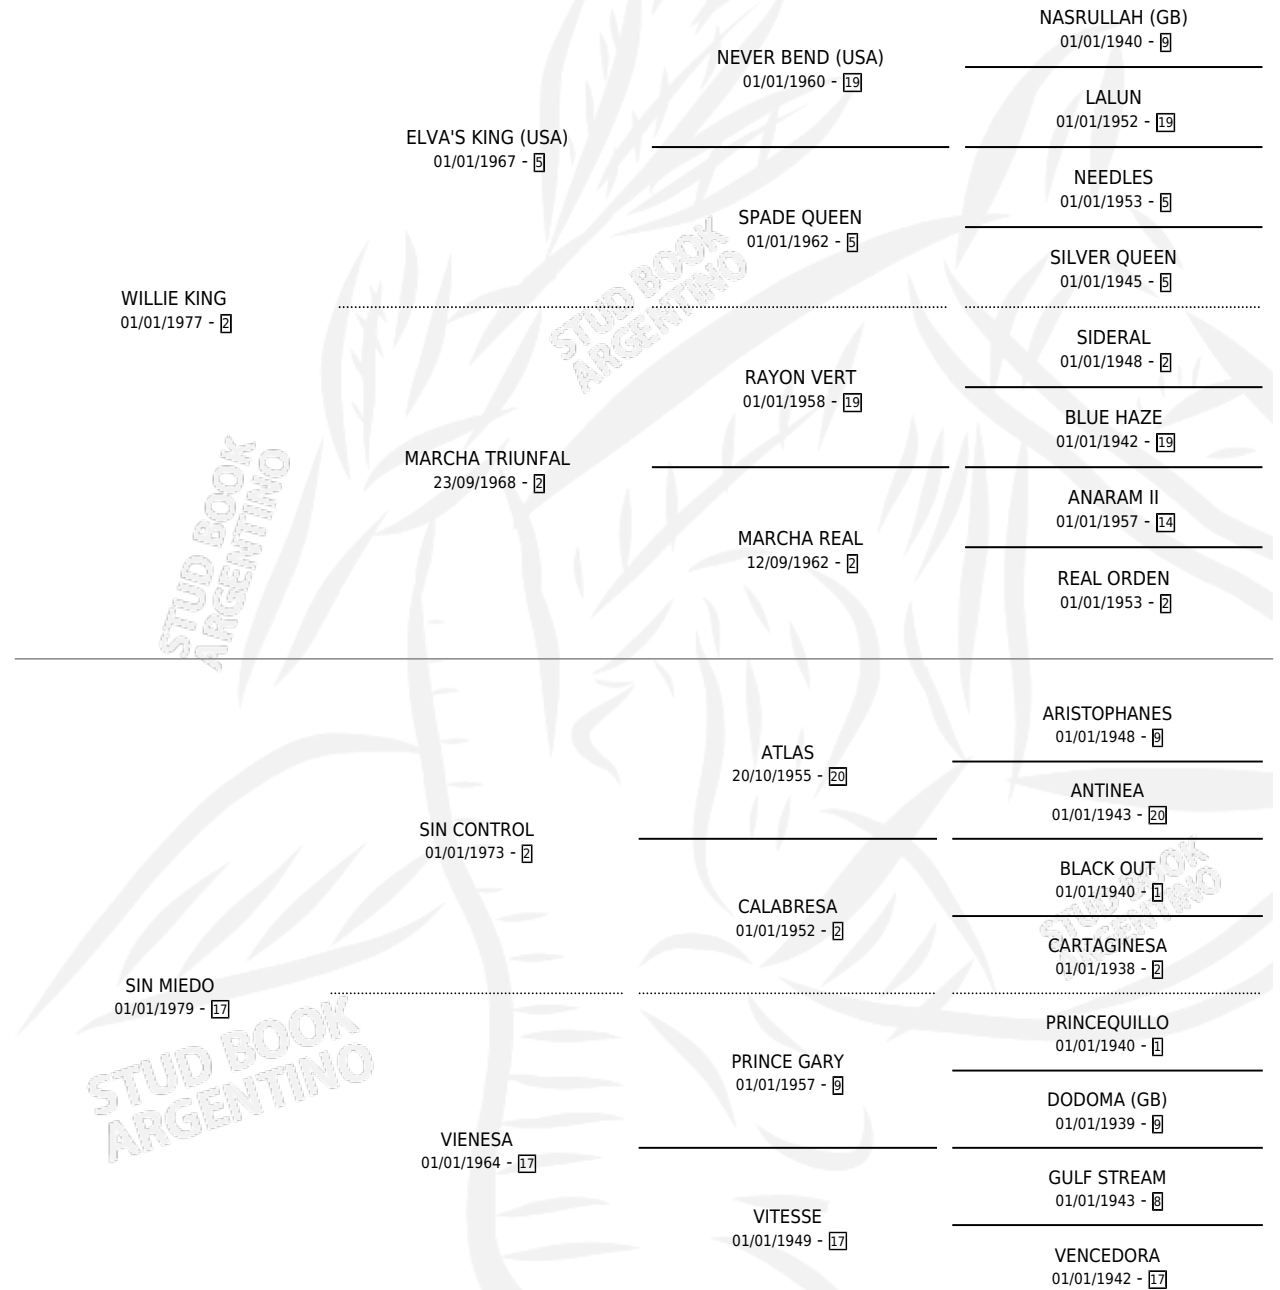 NASRULLAH (GB)
01/01/1940 - 9
NEVER BEND (USA)
01/01/1960 - 19
LALUN
01/01/1952 - 19
ELVA'S KING (USA)
01/01/1967 - 5
NEEDLES
01/01/1953 - 5
SPADE QUEEN
01/01/1962 - 5
SILVER QUEEN
01/01/1945 - 5
WILLIE KING
01/01/1977 - 2
SIDERAL
01/01/1948 - 2
RAYON VERT
01/01/1958 - 19
BLUE HAZE
01/01/1942 - 19
MARCHA TRIUNFAL
23/09/1968 - 2
ANARAM II
01/01/1957 - 14
MARCHA REAL
12/09/1962 - 2
REAL ORDEN
01/01/1953 - 2
ARISTOPHANES
01/01/1948 - 9
ATLAS
20/10/1955 - 20
ANTINEA
01/01/1943 - 20
SIN CONTROL
01/01/1973 - 2
BLACK OUT
01/01/1940 - 1
CALABRESA
01/01/1952 - 2
CARTAGINESA
01/01/1938 - 2
SIN MIEDO
01/01/1979 - 17
PRINCEQUILLO
01/01/1940 - 1
PRINCE GARY
01/01/1957 - 9
DODOMA (GB)
01/01/1939 - 9
VIENESA
01/01/1964 - 17
GULF STREAM
01/01/1943 - 8
VITESSE
01/01/1949 - 17
VENCEDORA
01/01/1942 - 17
STUD BOOK
ARGENTINO
STUD BOOK
ARGENTINO
STUD BOOK
ARGENTINO
STUD BOOK
ARGENTINO